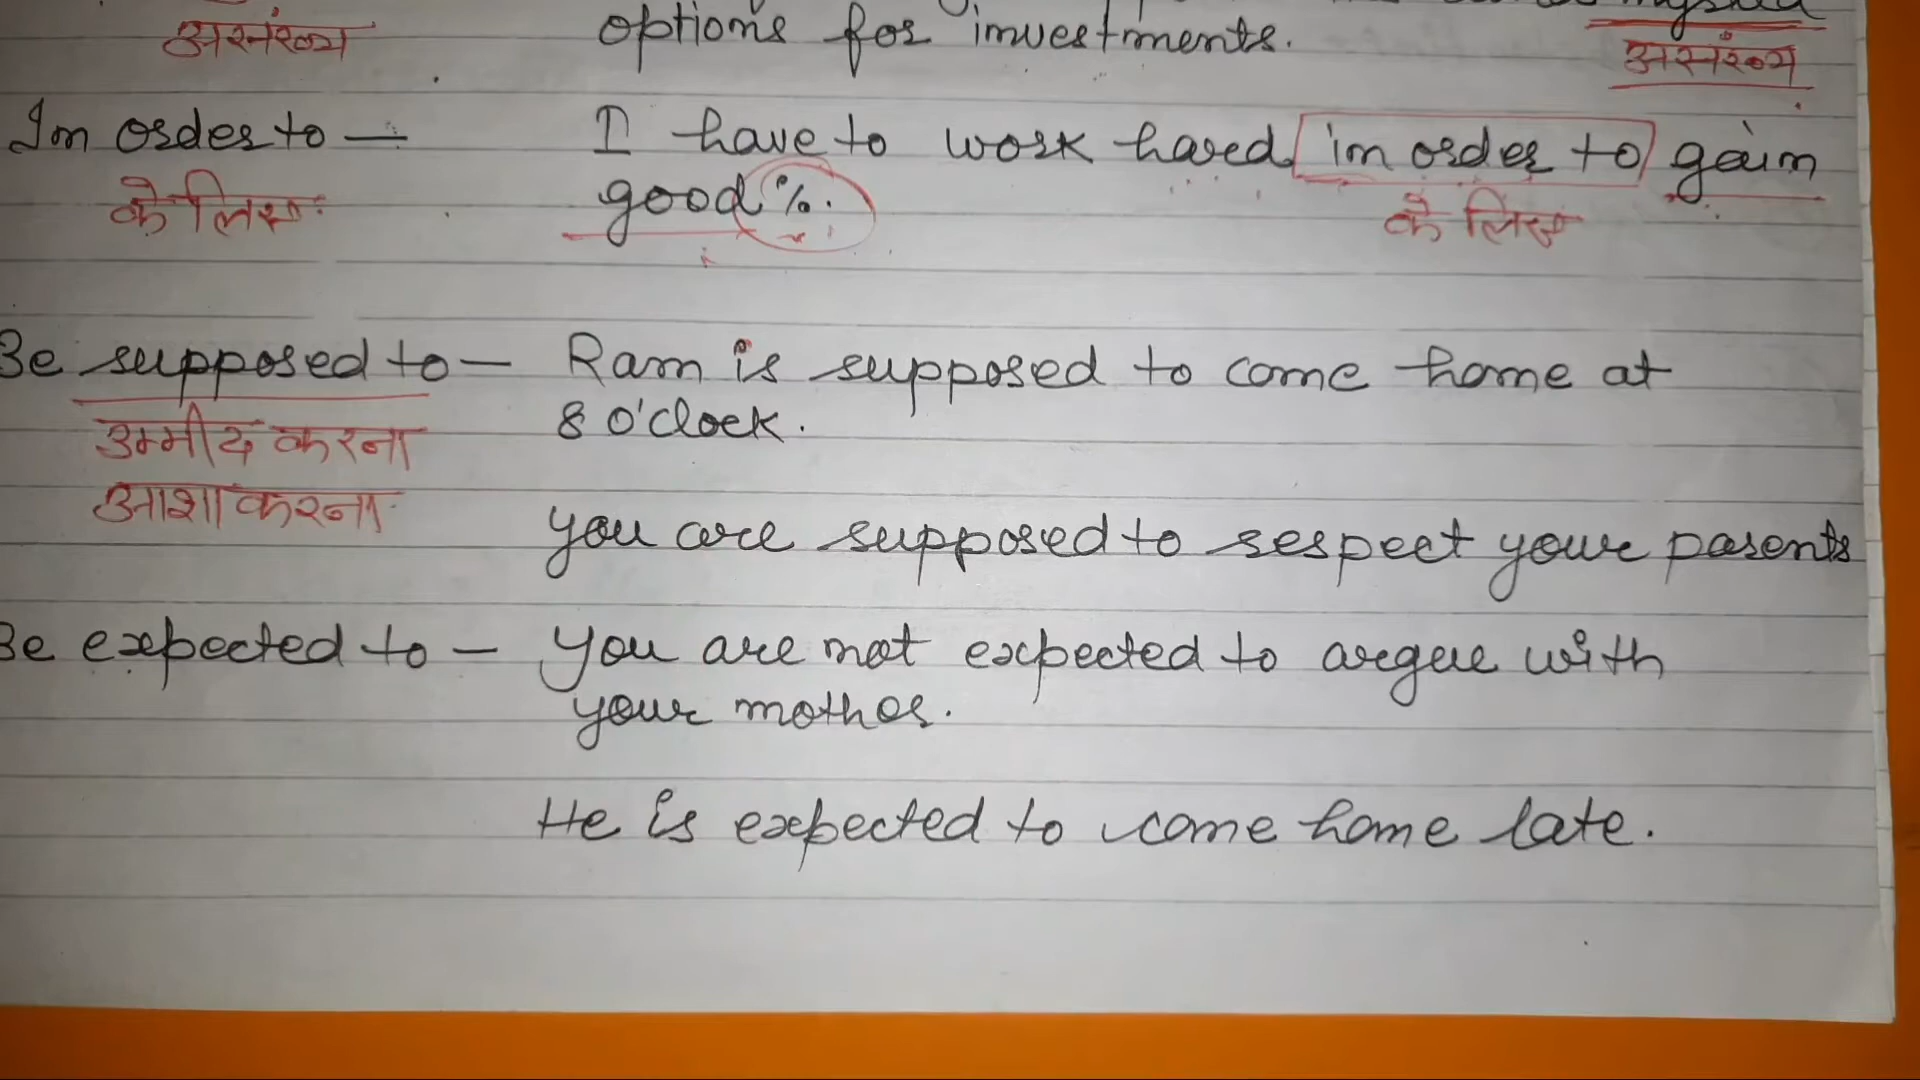 असंख्य options for investments. असंख्य
In order to — I have to work hard in order to gain
के लिए good %. के लिए
Be supposed to — Ram is supposed to come home at
8 o'clock.
उम्मीद करना
आशा करना
you are supposed to respect your parents
Be expected to — you are not expected to argue with
your mother.
He is expected to come home late.